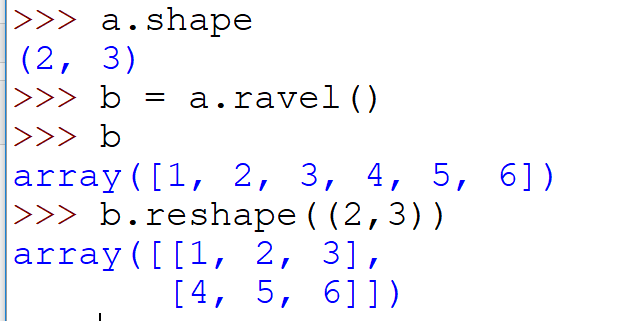 >>> a.shape
(2, 3)
>>> b = a.ravel()
>>> b
array([1, 2, 3, 4, 5, 6])
>>> b.reshape((2,3))
array([[1, 2, 3],
       [4, 5, 6]])